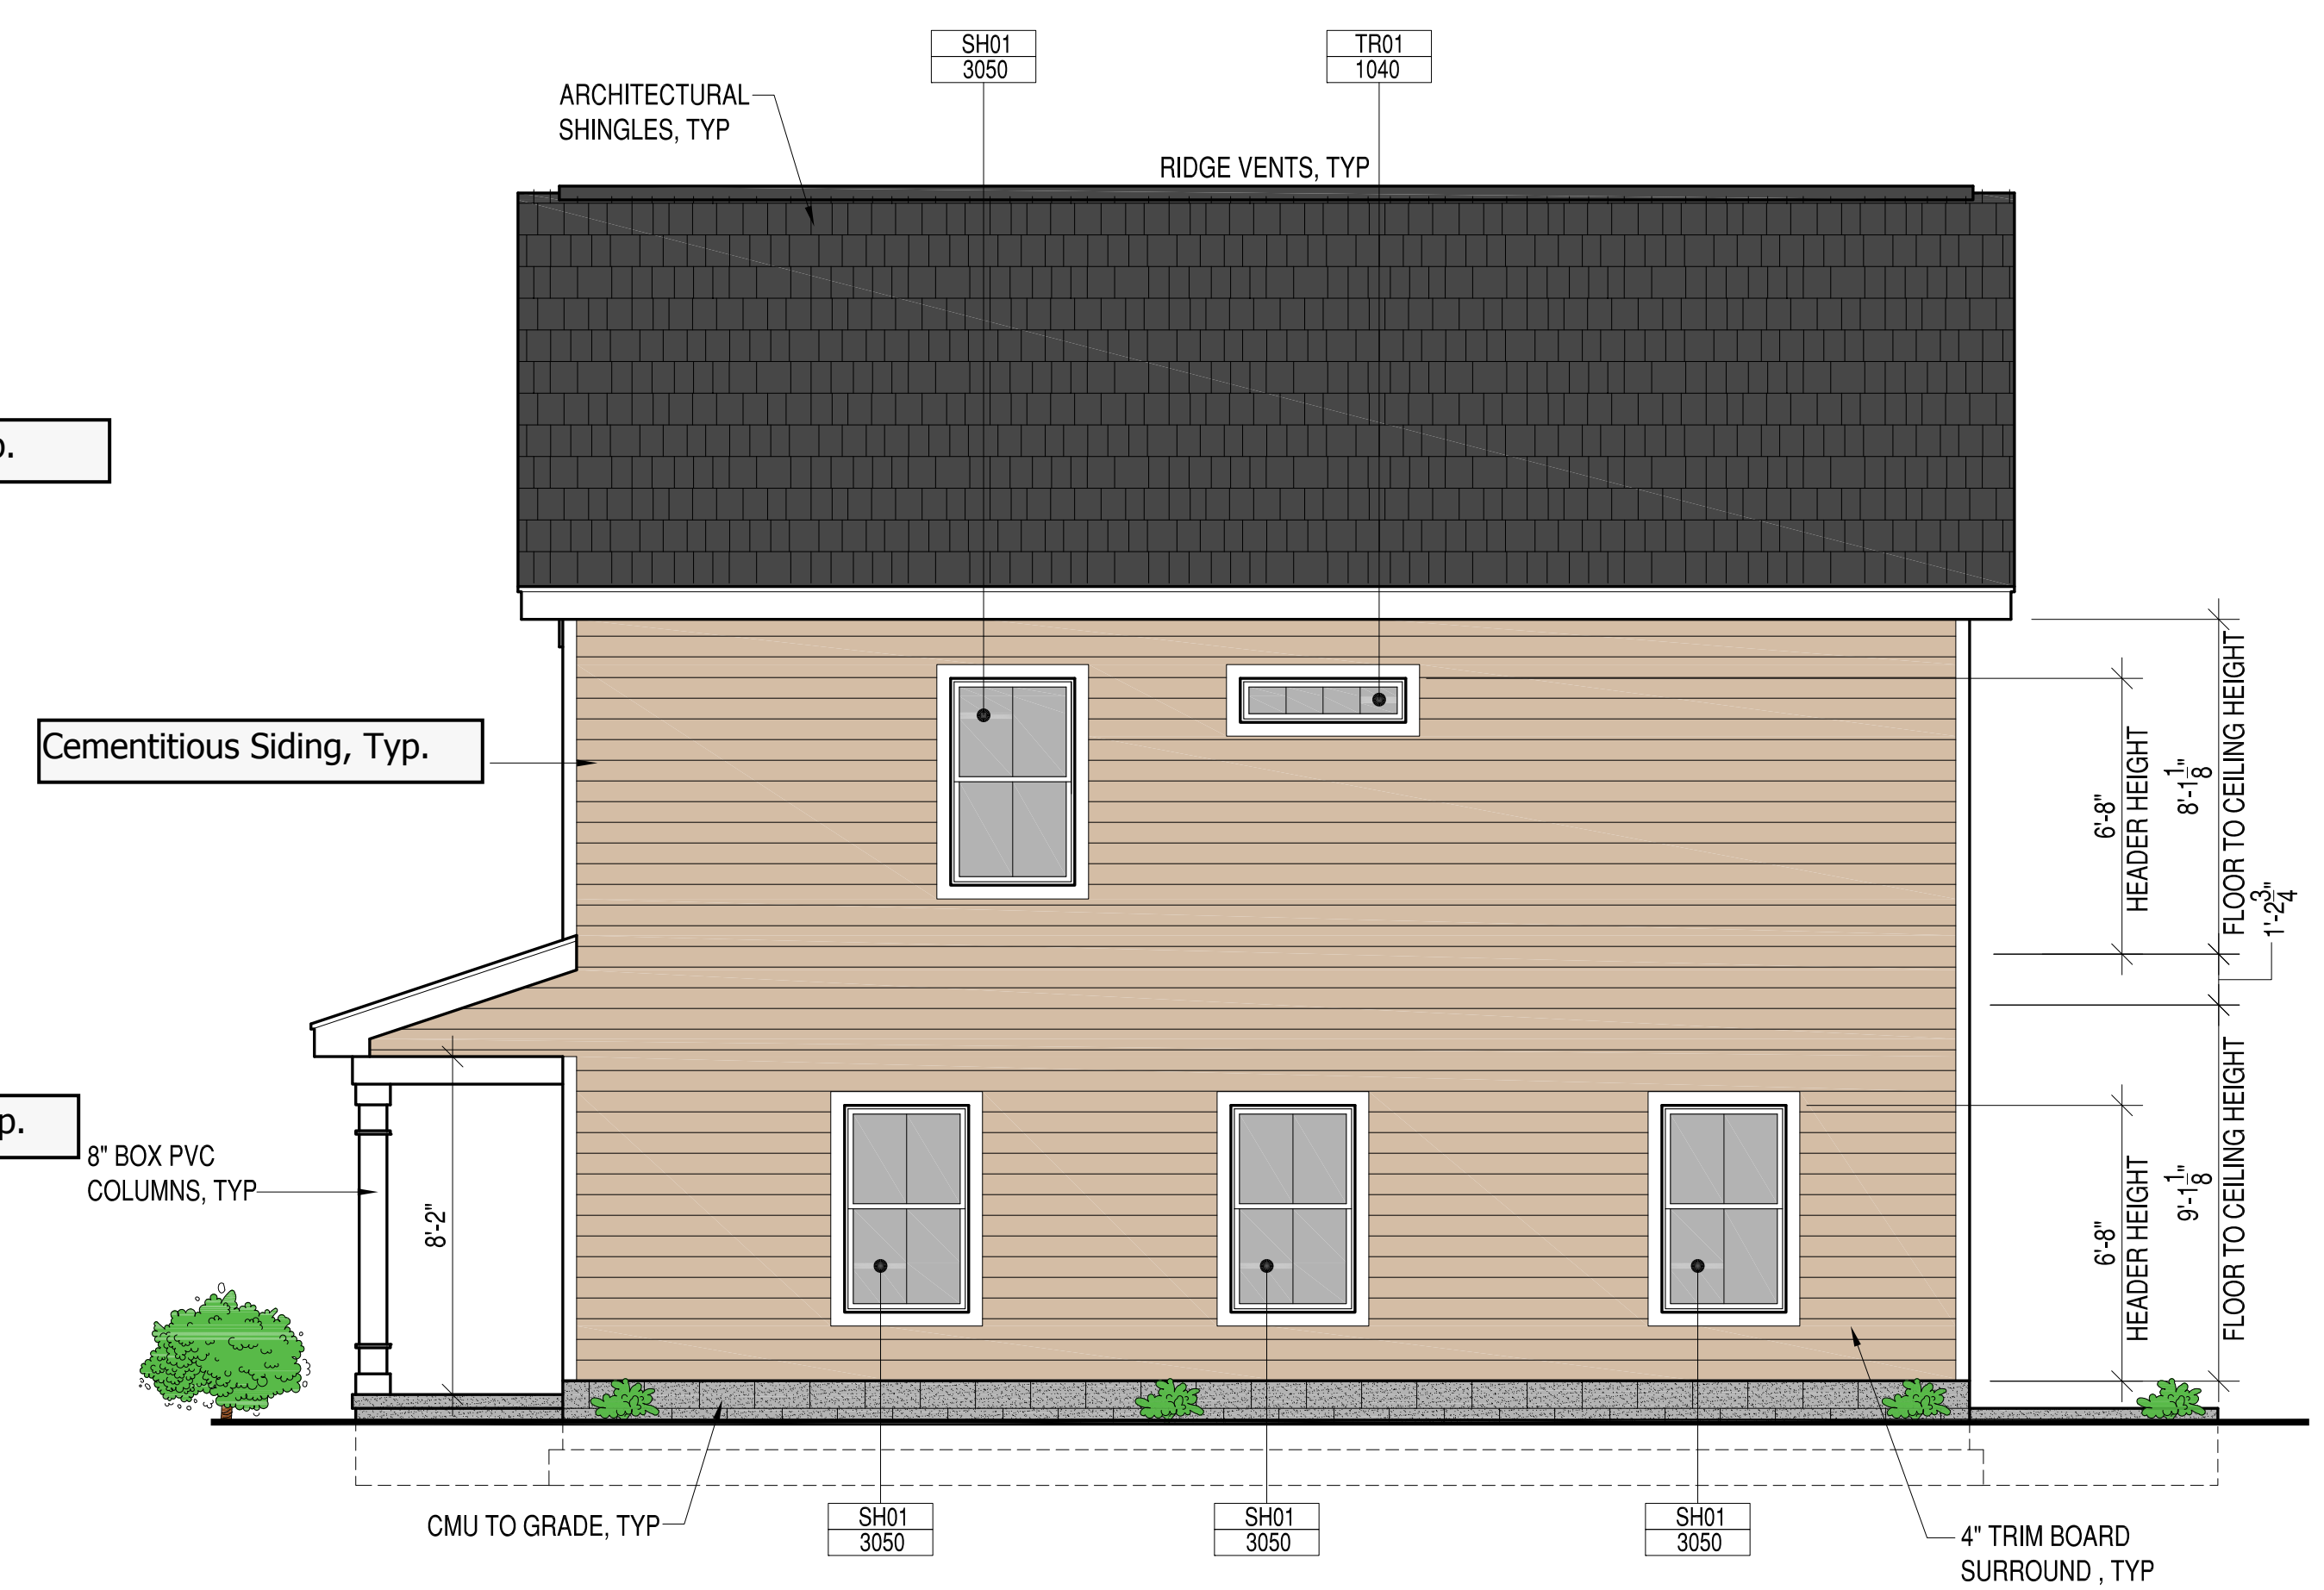 SH01
3050
TR01
1040
ARCHITECTURAL
SHINGLES, TYP
RIDGE VENTS, TYP
p.
Cementitious Siding, Typ.
6'-8"
HEADER HEIGHT
8'-1 1/8"
FLOOR TO CEILING HEIGHT
1'-2 3/4"
p.
8" BOX PVC
COLUMNS, TYP
8'-2"
6'-8"
HEADER HEIGHT
9'-1 1/8"
FLOOR TO CEILING HEIGHT
CMU TO GRADE, TYP
SH01
3050
SH01
3050
SH01
3050
4" TRIM BOARD
SURROUND , TYP